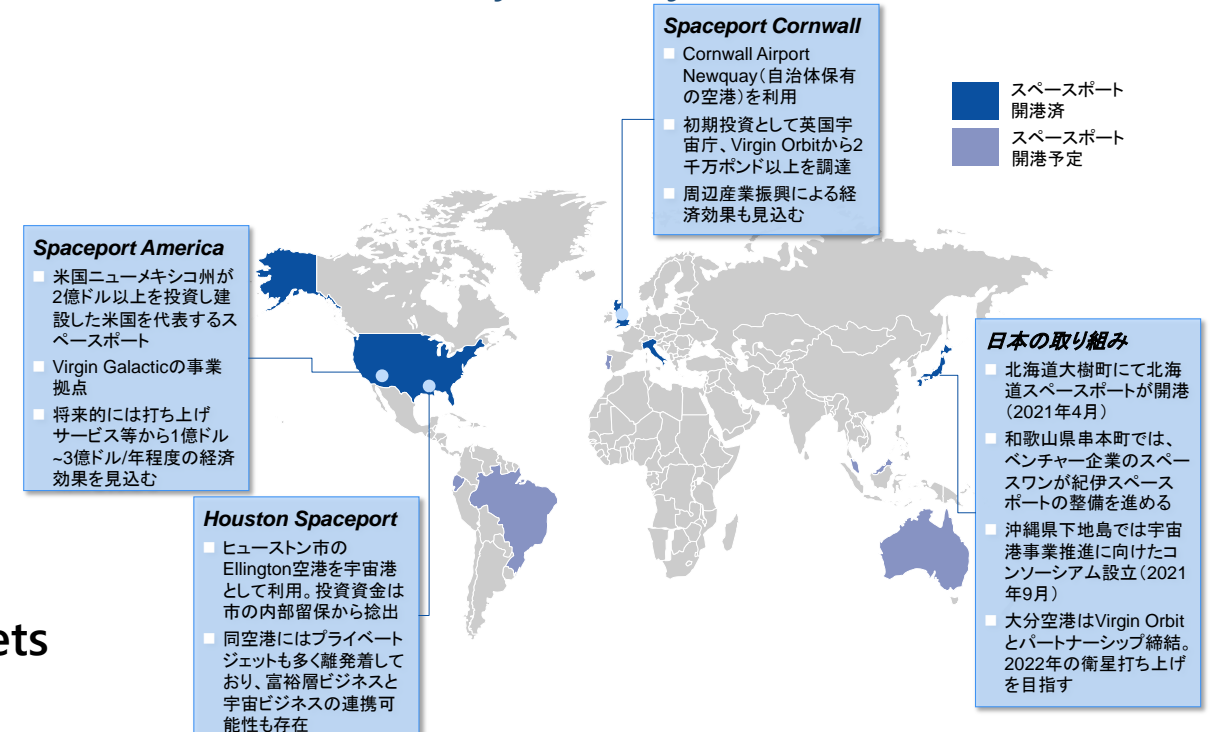 Spaceport Cornwall
Cornwall Airport
Newquay(自治体保有
の空港)を利用
初期投資として英国宇
宙庁、Virgin Orbitから2
千万ポンド以上を調達
周辺産業振興による経
済効果も見込む
スペースポート
開港済
スペースポート
開港予定
Spaceport America
米国ニューメキシコ州が
2億ドル以上を投資し建
設した米国を代表するス
ペースポート
Virgin Galacticの事業
拠点
将来的には打ち上げ
サービス等から1億ドル
~3億ドル/年程度の経済
効果を見込む
Houston Spaceport
ヒューストン市の
Ellington空港を宇宙港
として利用。投資資金は
市の内部留保から捻出
同空港にはプライベート
ジェットも多く離発着して
おり、富裕層ビジネスと
宇宙ビジネスの連携可
能性も存在
日本の取り組み
北海道大樹町にて北海
道スペースポートが開港
(2021年4月)
和歌山県串本町では、
ベンチャー企業のスペー
スワンが紀伊スペース
ポートの整備を進める
沖縄県下地島では宇宙
港事業推進に向けたコ
ンソーシアム設立(2021
年9月)
大分空港はVirgin Orbit
とパートナーシップ締結。
2022年の衛星打ち上げ
を目指す
ets